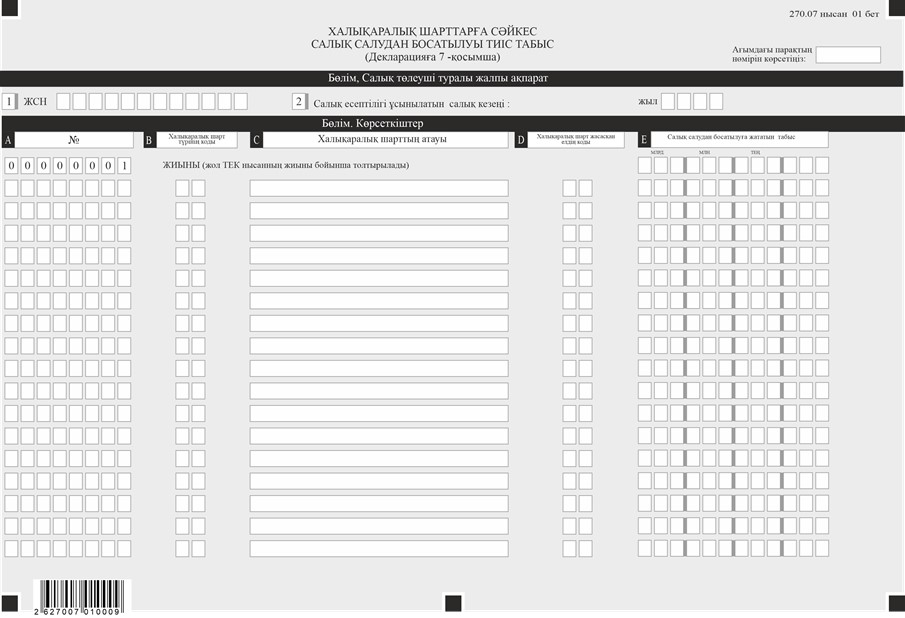 270.07 нысан 01 бет
ХАЛЫҚАРАЛЫҚ ШАРТТАРҒА СӘЙКЕС
САЛЫҚ САЛУДАН БОСАТЫЛУЫ ТИІС ТАБЫС
(Декларацияға 7 -қосымша)
Ағымдағы парақтың
нөмірін көрсетіңіз:
Бөлім, Салық төлеуші туралы жалпы ақпарат
1 ЖСН 2 Салық есептілігі ұсынылатын салық кезеңі : жыл
Бөлім. Көрсеткіштер
A № B Халықаралық шарт түрінің коды C Халықаралық шарттың атауы D Халықаралық шарт жасасқан елдің коды E Салық салудан босатылуға жататын табыс
млрд млн тең
0 0 0 0 0 0 0 1 ЖИЫНЫ (жол ТЕК нысанның жиыны бойынша толтырылады)
2 627007 010009